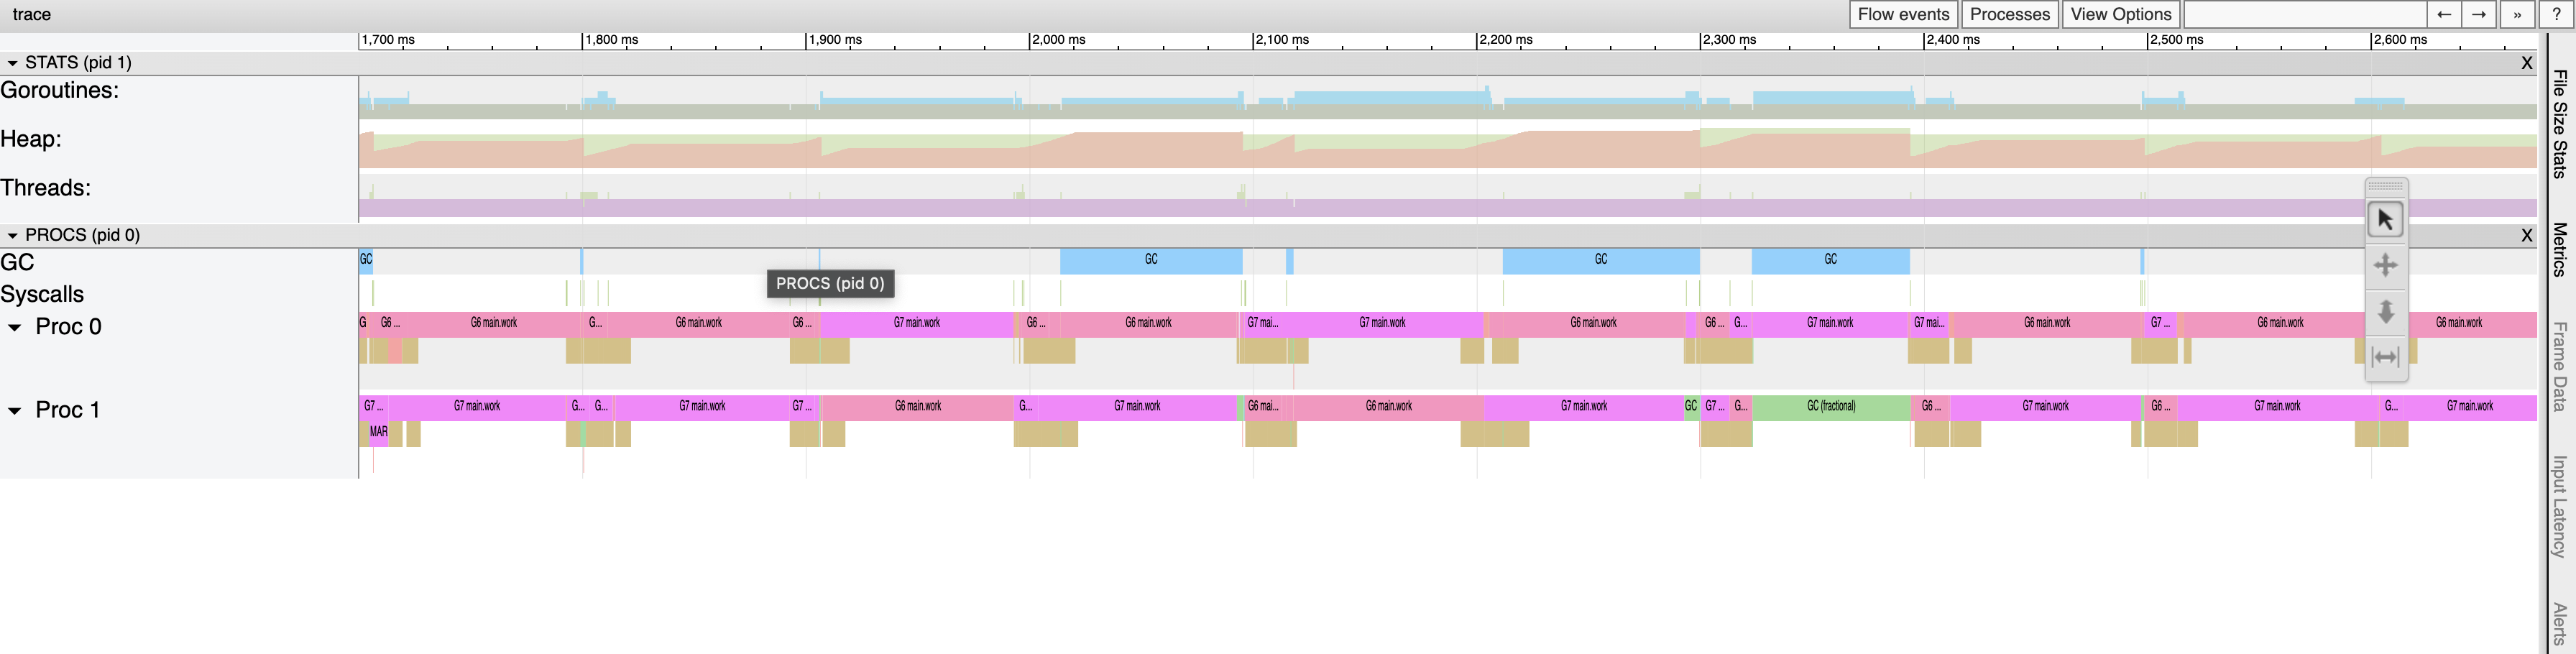 trace Flow events Processes View Options ← → » ?
1,700 ms 1,800 ms 1,900 ms 2,000 ms 2,100 ms 2,200 ms 2,300 ms 2,400 ms 2,500 ms 2,600 ms
STATS (pid 1) X
Goroutines:
Heap:
Threads:
PROCS (pid 0) X
GC GC GC GC GC
PROCS (pid 0)
Syscalls
Proc 0 G G6 ... G6 main.work G... G6 main.work G6 ... G7 main.work G6 ... G6 main.work G7 mai... G7 main.work G6 main.work G6 ... G... G7 main.work G7 mai... G6 main.work G7 ... G6 main.work G6 main.work
Proc 1 G7 ... G7 main.work G... G... G7 main.work G7 ... G6 main.work G... G7 main.work G6 mai... G6 main.work G7 main.work GC G7 ... G... GC (fractional) G6 ... G7 main.work G6 ... G7 main.work G... G7 main.work
MAR
File Size Stats
Metrics
Frame Data
Input Latency
Alerts